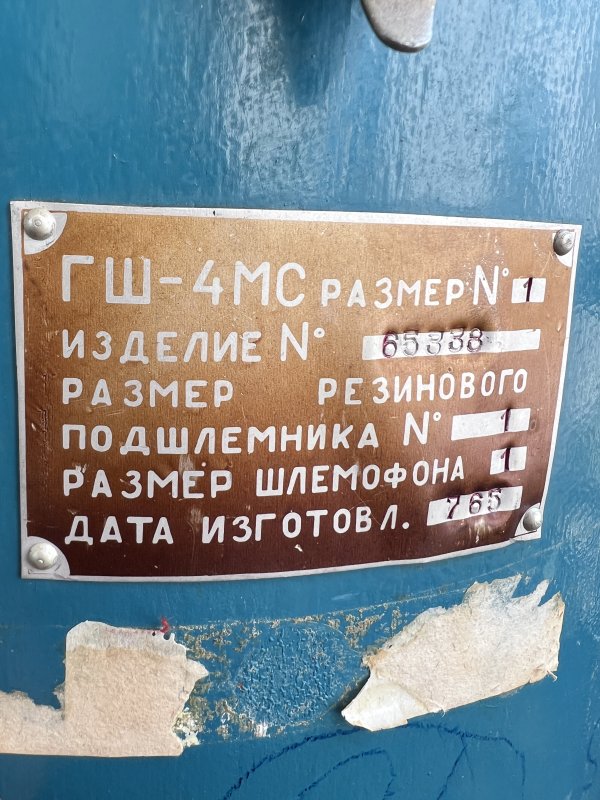 ГШ-4МС РАЗМЕР N° 1
ИЗДЕЛИЕ N° 65338
РАЗМЕР РЕЗИНОВОГО
ПОДШЛЕМНИКА N° 1
РАЗМЕР ШЛЕМОФОНА 1
ДАТА ИЗГОТОВЛ. 765